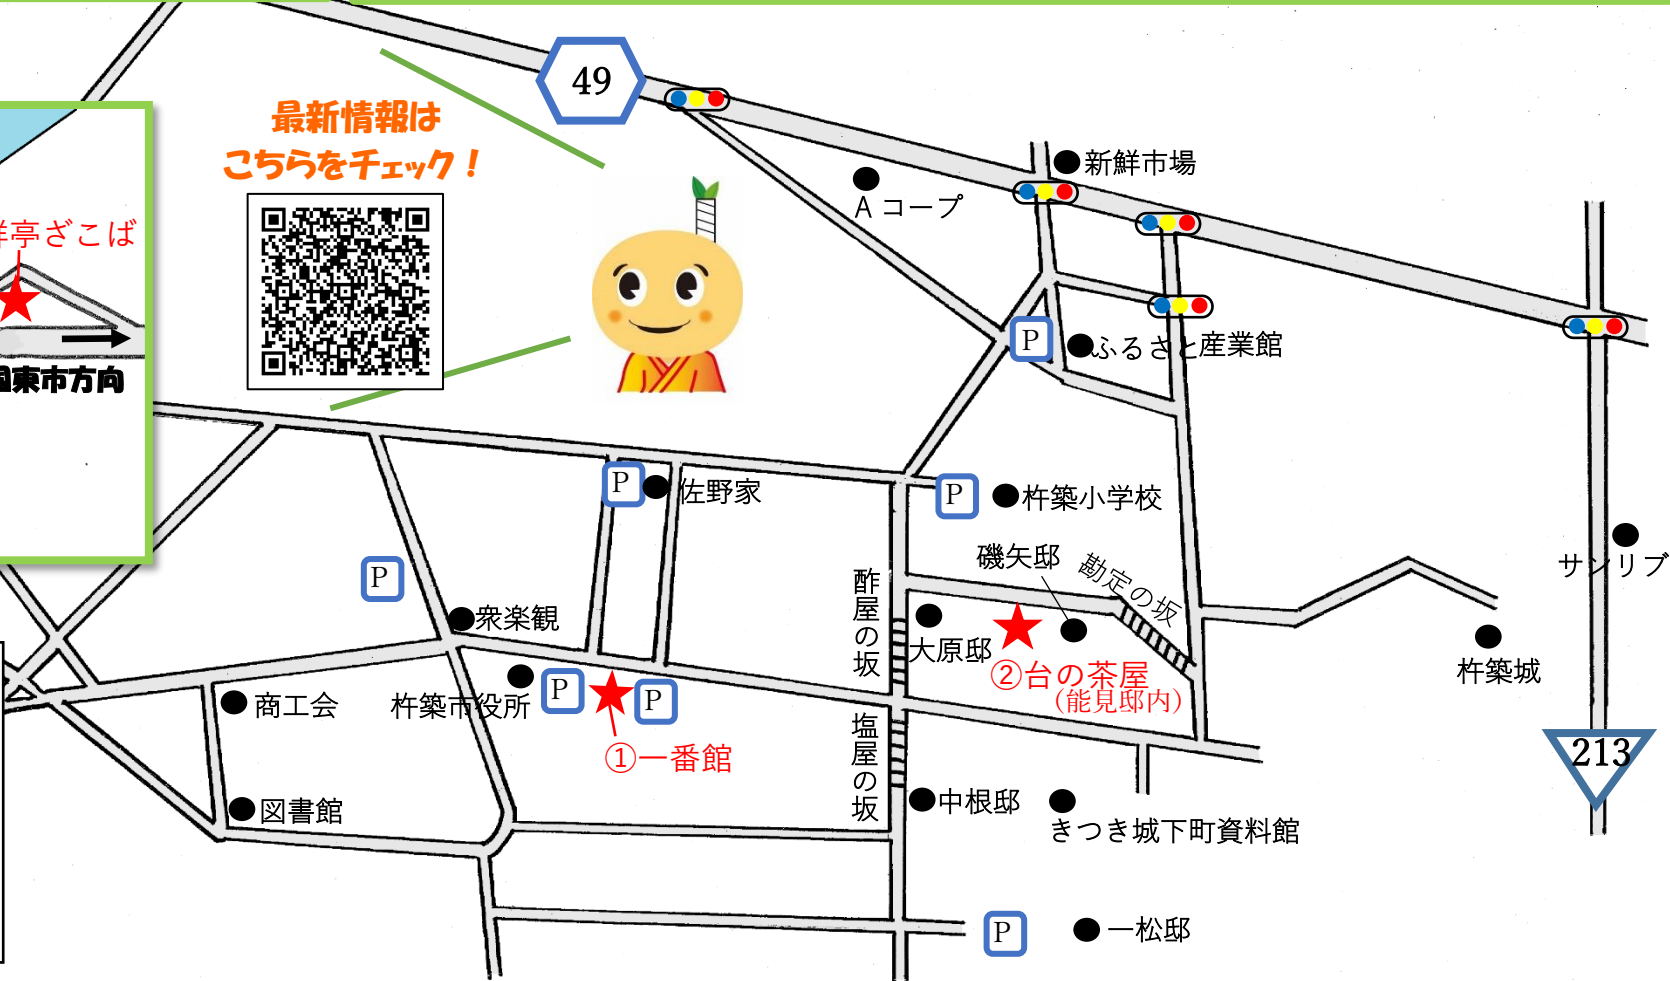 49
最新情報は
こちらをチェック！
新鮮市場
Aコープ
亭ざこば
P
ふるさと産業館
東市方向
P
佐野家
P
杵築小学校
サンリブ
P
磯矢邸
勘定の坂
酢屋の坂
衆楽観
大原邸
杵築城
②台の茶屋
(能見邸内)
商工会
杵築市役所
P
P
①一番館
塩屋の坂
213
図書館
中根邸
きつき城下町資料館
P
一松邸